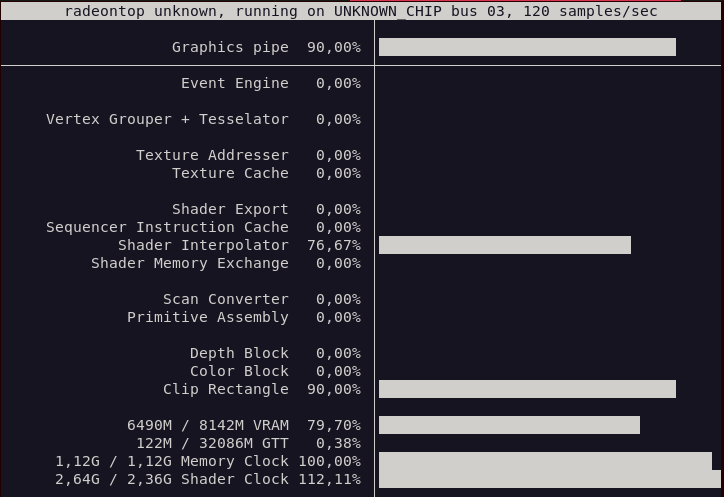 radeontop unknown, running on UNKNOWN_CHIP bus 03, 120 samples/sec
Graphics pipe 90,00%
Event Engine 0,00%
Vertex Grouper + Tesselator 0,00%
Texture Addresser 0,00%
Texture Cache 0,00%
Shader Export 0,00%
Sequencer Instruction Cache 0,00%
Shader Interpolator 76,67%
Shader Memory Exchange 0,00%
Scan Converter 0,00%
Primitive Assembly 0,00%
Depth Block 0,00%
Color Block 0,00%
Clip Rectangle 90,00%
6490M / 8142M VRAM 79,70%
122M / 32086M GTT 0,38%
1,12G / 1,12G Memory Clock 100,00%
2,64G / 2,36G Shader Clock 112,11%